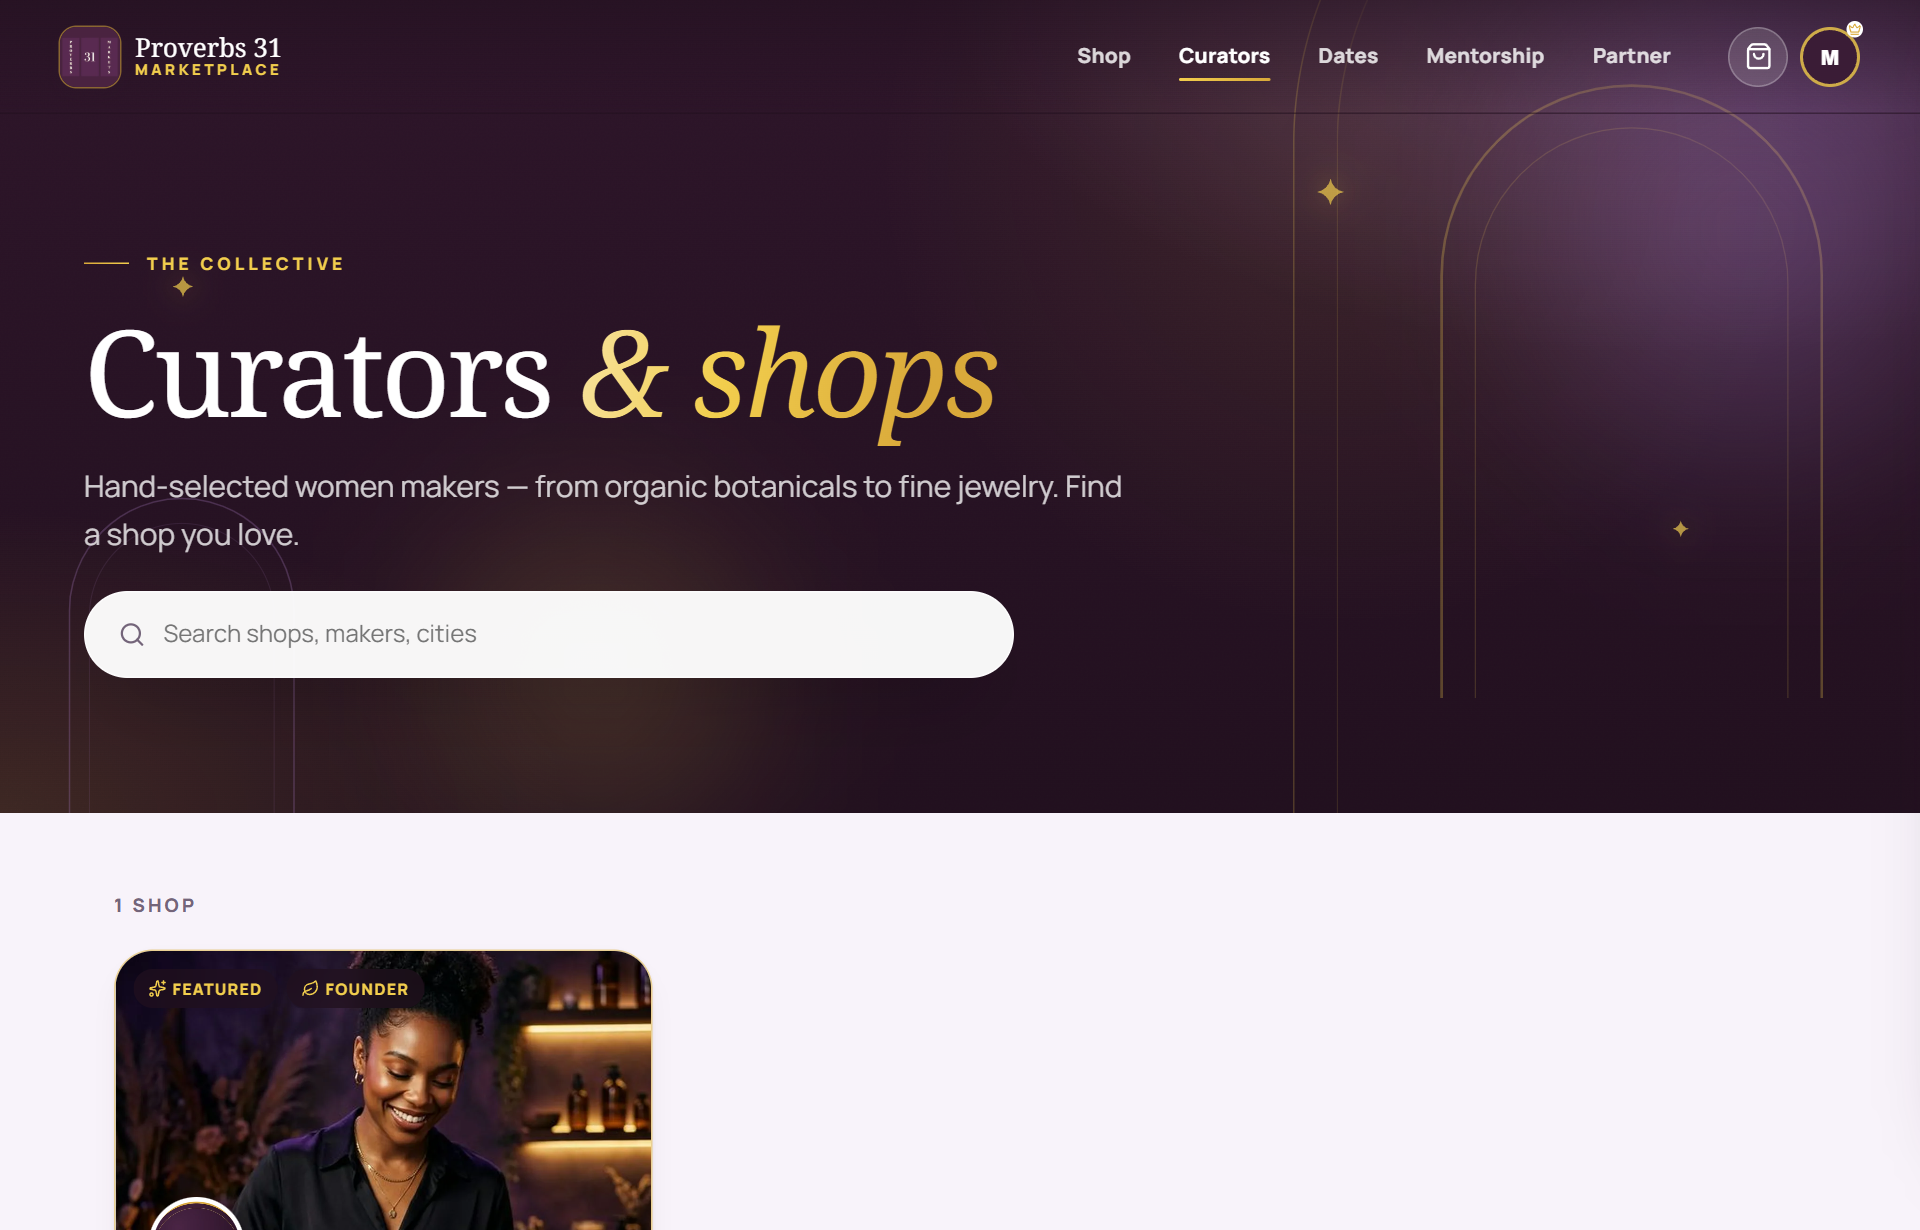 31
Proverbs 31
MARKETPLACE
Shop
Curators
Dates
Mentorship
Partner
M
THE COLLECTIVE
Curators & shops
Hand-selected women makers — from organic botanicals to fine jewelry. Find
a shop you love.
Search shops, makers, cities
1 SHOP
FEATURED
FOUNDER